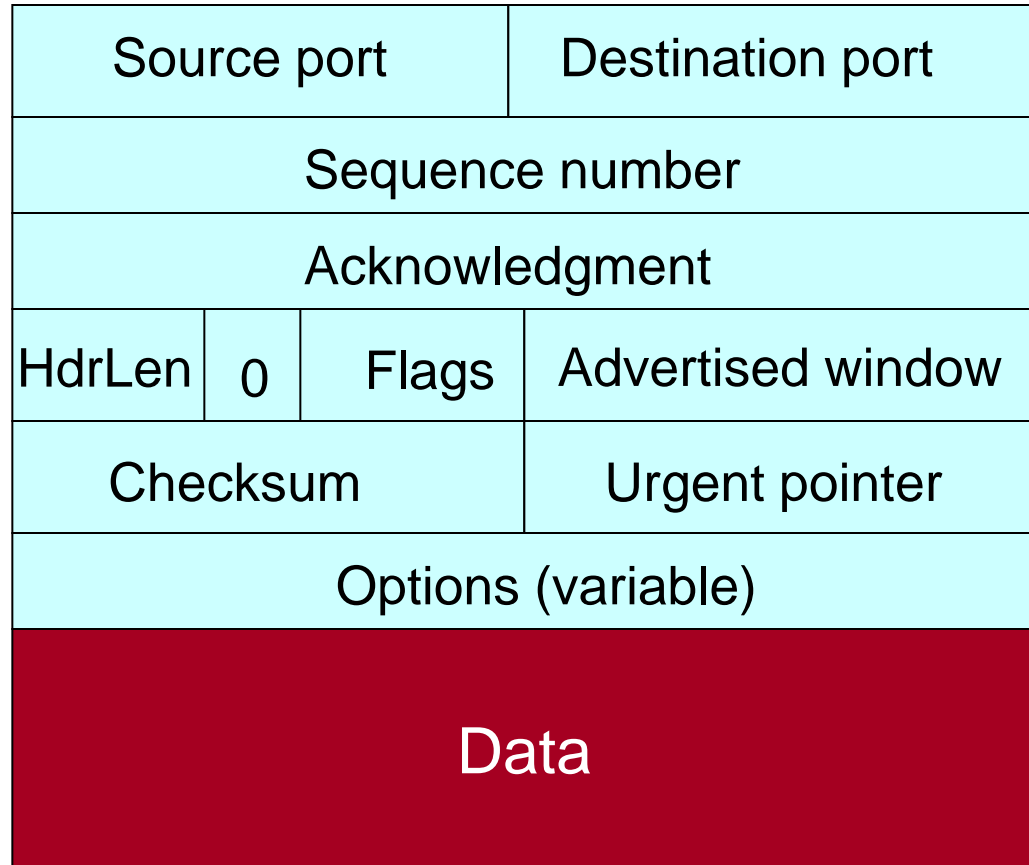 Source port Destination port
Sequence number
Acknowledgment
HdrLen 0 Flags Advertised window
Checksum Urgent pointer
Options (variable)
Data